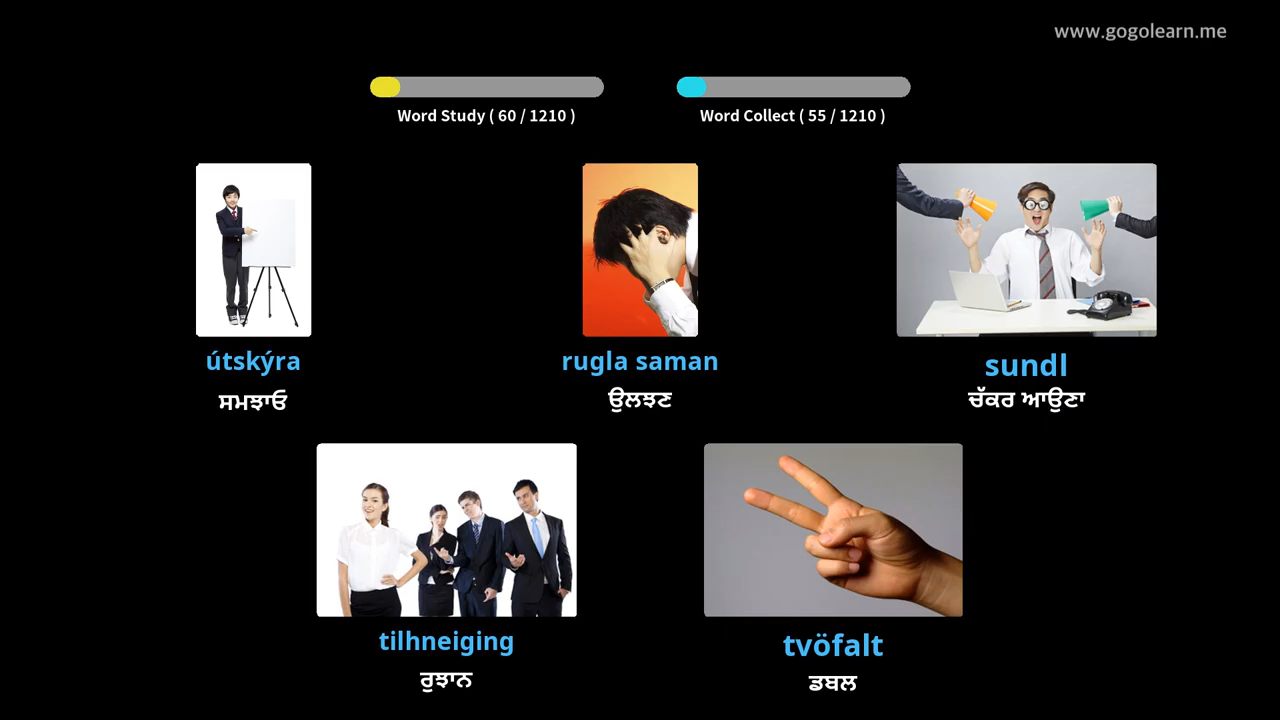 www.gogolearn.me
Word Study ( 60 / 1210 )
Word Collect ( 55 / 1210 )
útskýra
ਸਮਝਾਓ
rugla saman
ਉਲਝਣ
sundl
ਚੱਕਰ ਆਉਣਾ
tilhneiging
ਰੁਝਾਨ
tvöfalt
ਡਬਲ